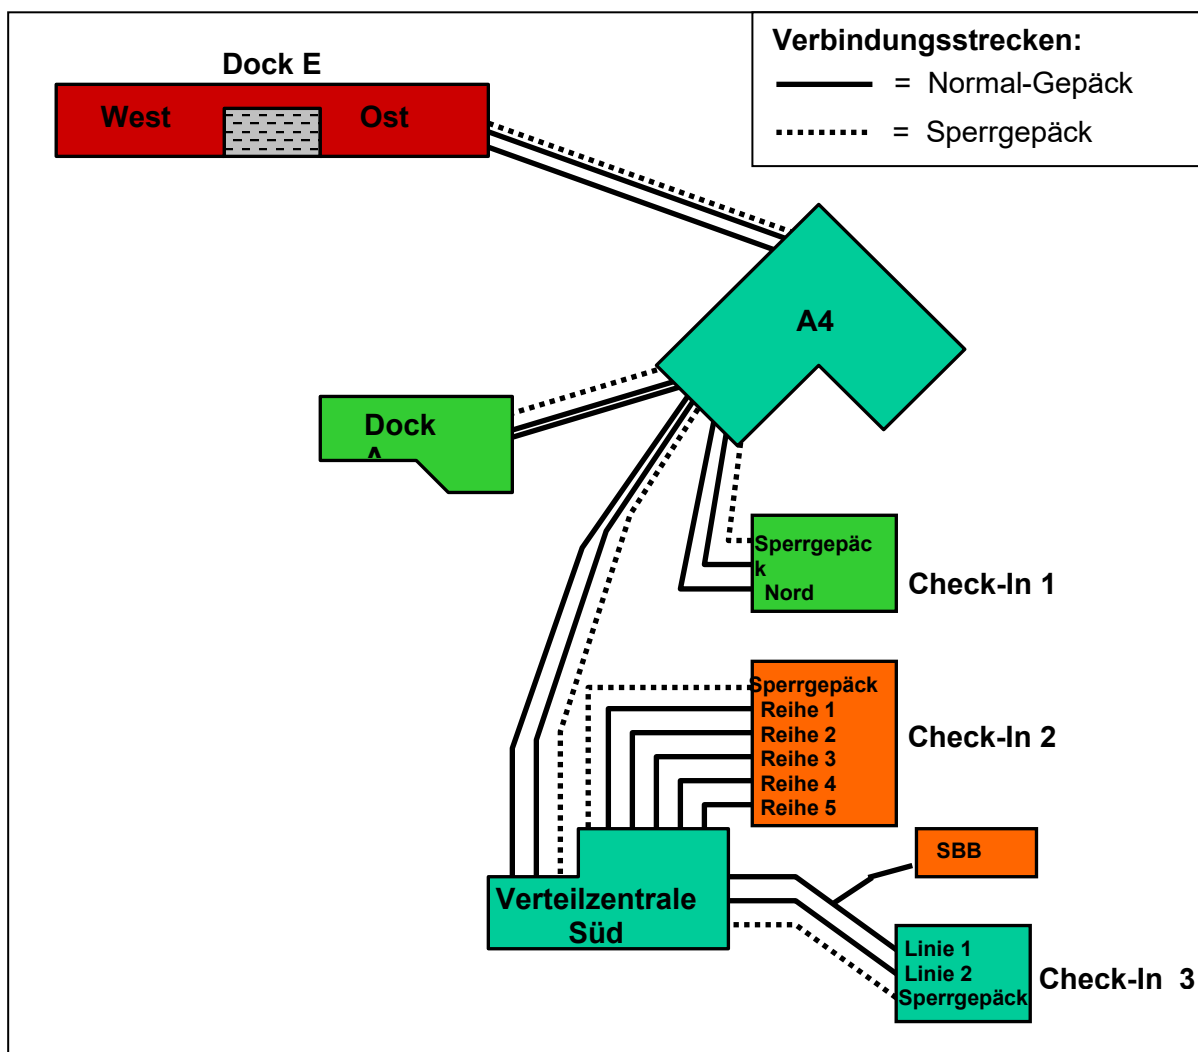 Verbindungsstrecken:
= Normal-Gepäck
= Sperrgepäck
Dock E
West
Ost
A4
Dock
A
Sperrgepäc
k
Nord
Check-In 1
Sperrgepäck
Reihe 1
Reihe 2
Reihe 3
Reihe 4
Reihe 5
Check-In 2
SBB
Verteilzentrale
Süd
Linie 1
Linie 2
Sperrgepäck
Check-In 3